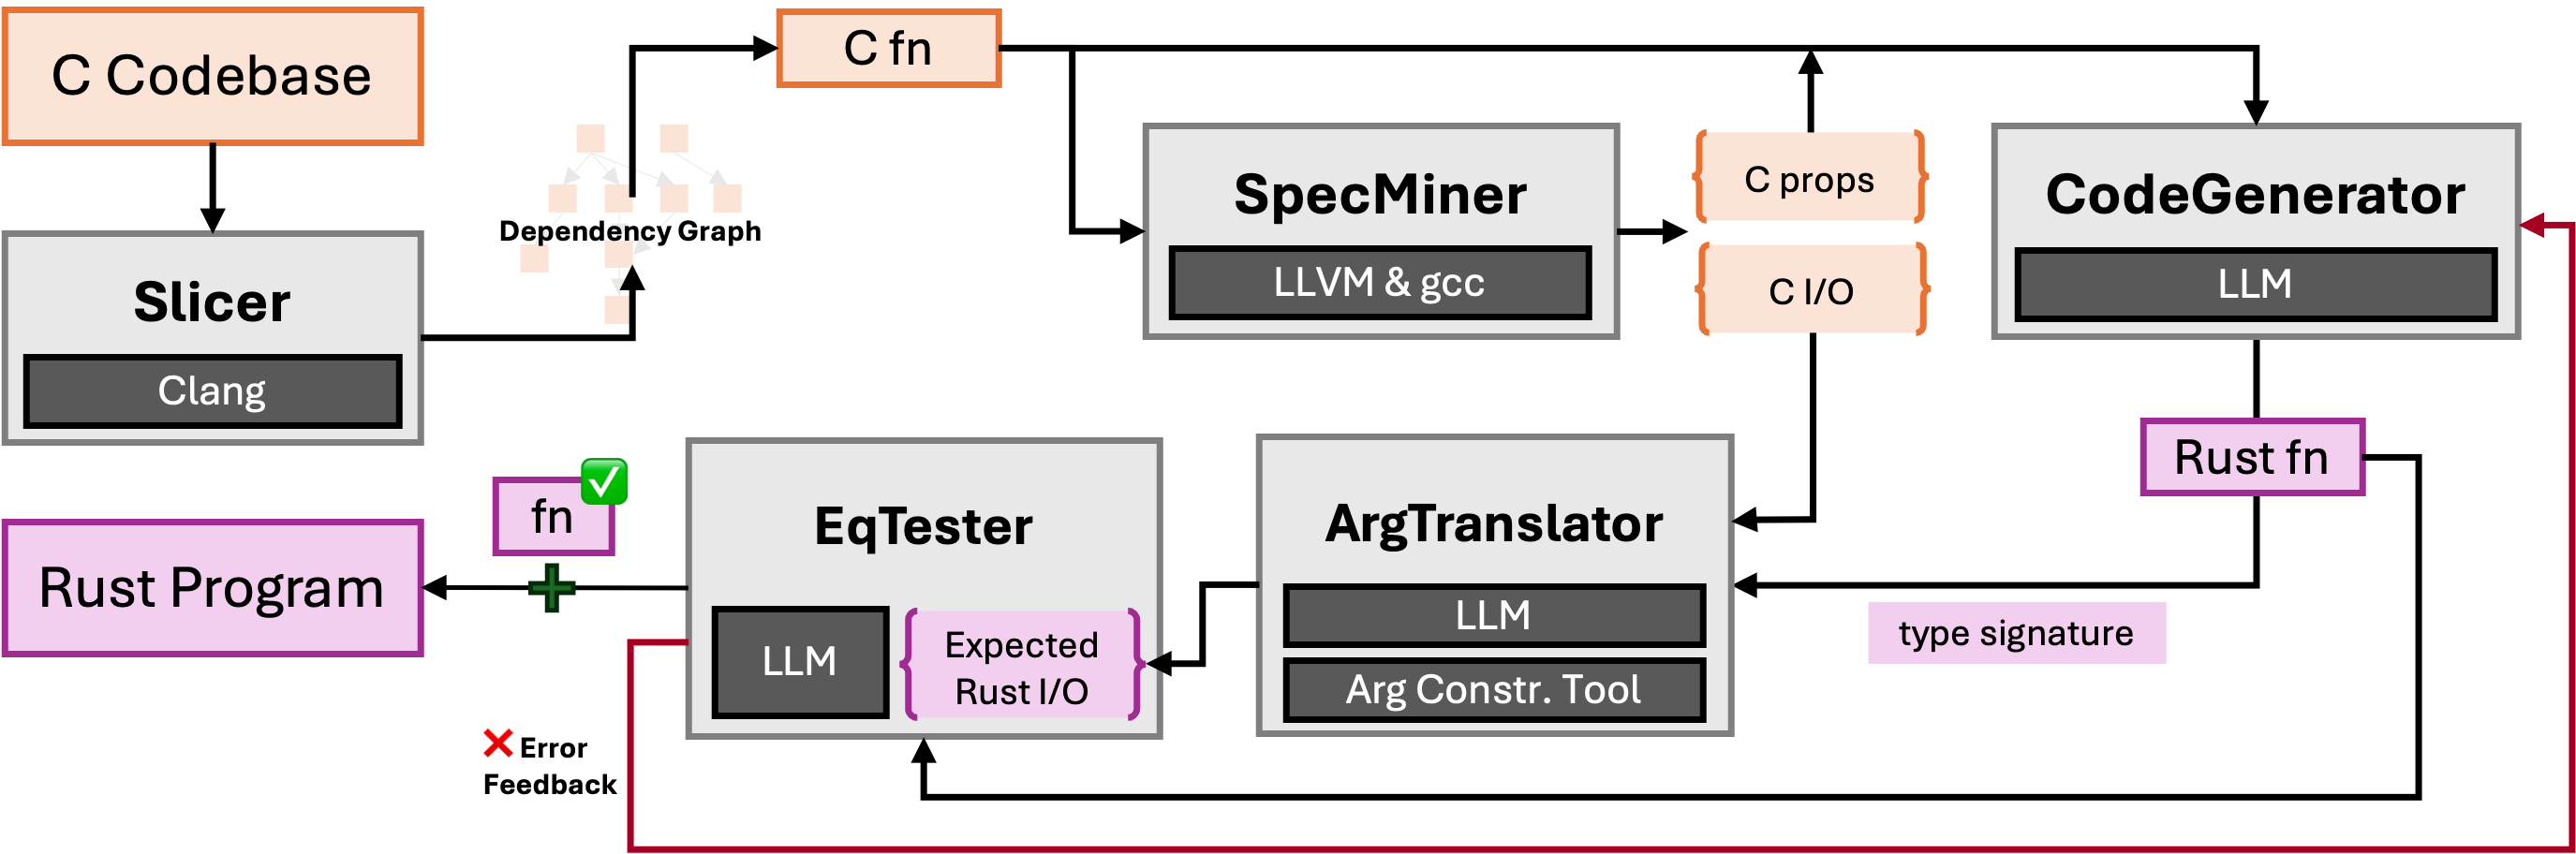 C Codebase
Slicer
Clang
Dependency Graph
C fn
SpecMiner
LLVM & gcc
C props
C I/O
CodeGenerator
LLM
Rust fn
type signature
ArgTranslator
LLM
Arg Constr. Tool
EqTester
LLM
Expected
Rust I/O
fn
Rust Program
Error
Feedback